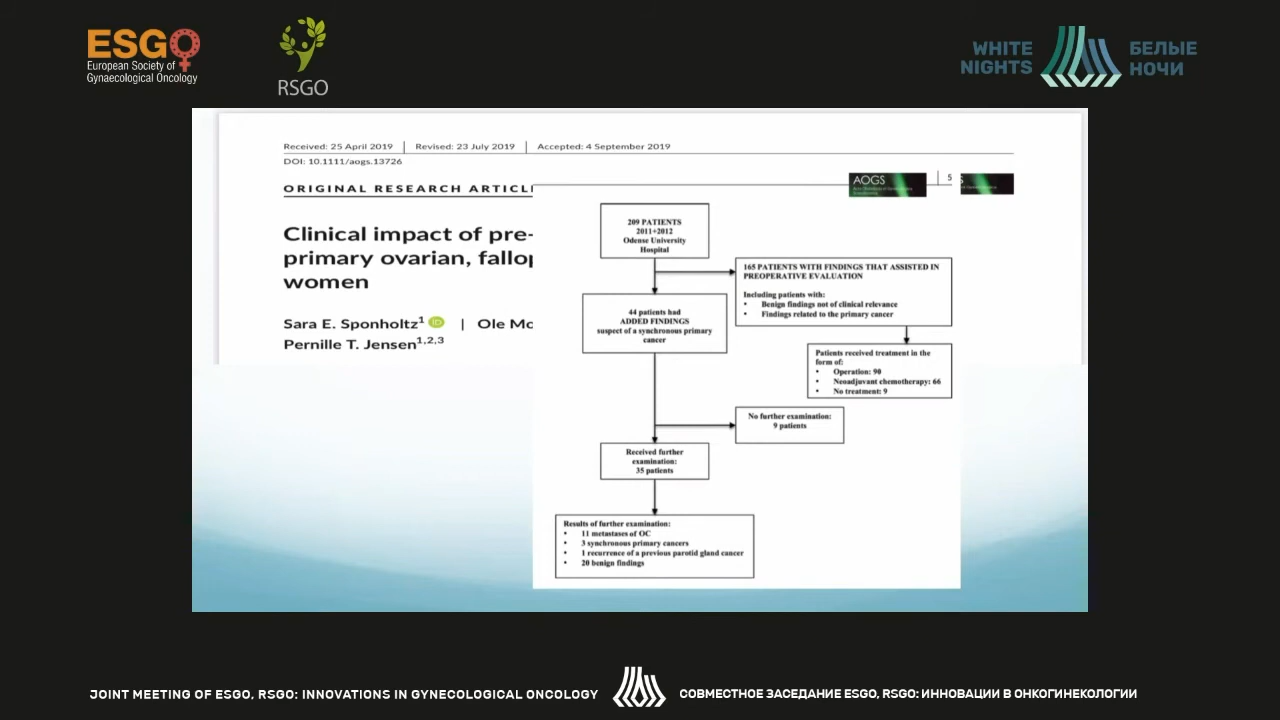 ESGO
European Society of
Gynaecological Oncology
RSGO
WHITE
NIGHTS
БЕЛЫЕ
НОЧИ
Received: 25 April 2019 | Revised: 23 July 2019 | Accepted: 4 September 2019
DOI: 10.1111/aogs.13726
ORIGINAL RESEARCH ARTICL
AOGS
| 5
S
Clinical impact of pre-
primary ovarian, fallop
women
Sara E. Sponholtz1 iD | Ole Mo
Pernille T. Jensen1,2,3
209 PATIENTS
2011+2012
Odense University
Hospital
165 PATIENTS WITH FINDINGS THAT ASSISTED IN
PREOPERATIVE EVALUATION
Including patients with:
• Benign findings not of clinical relevance
• Findings related to the primary cancer
44 patients had
ADDED FINDINGS
suspect of a synchronous primary
cancer
Patients received treatment in the
form of:
• Operation: 90
• Neoadjuvant chemotherapy: 66
• No treatment: 9
No further examination:
9 patients
Received further
examination:
35 patients
Results of further examination:
• 11 metastases of OC
• 3 synchronous primary cancers
• 1 recurrence of a previous parotid gland cancer
• 20 benign findings
JOINT MEETING OF ESGO, RSGO: INNOVATIONS IN GYNECOLOGICAL ONCOLOGY
СОВМЕСТНОЕ ЗАСЕДАНИЕ ESGO, RSGO: ИННОВАЦИИ В ОНКОГИНЕКОЛОГИИ